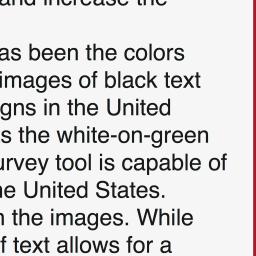 and increase the
as been the colors
images of black text
gns in the United
s the white-on-green
urvey tool is capable of
he United States.
n the images. While
f text allows for a